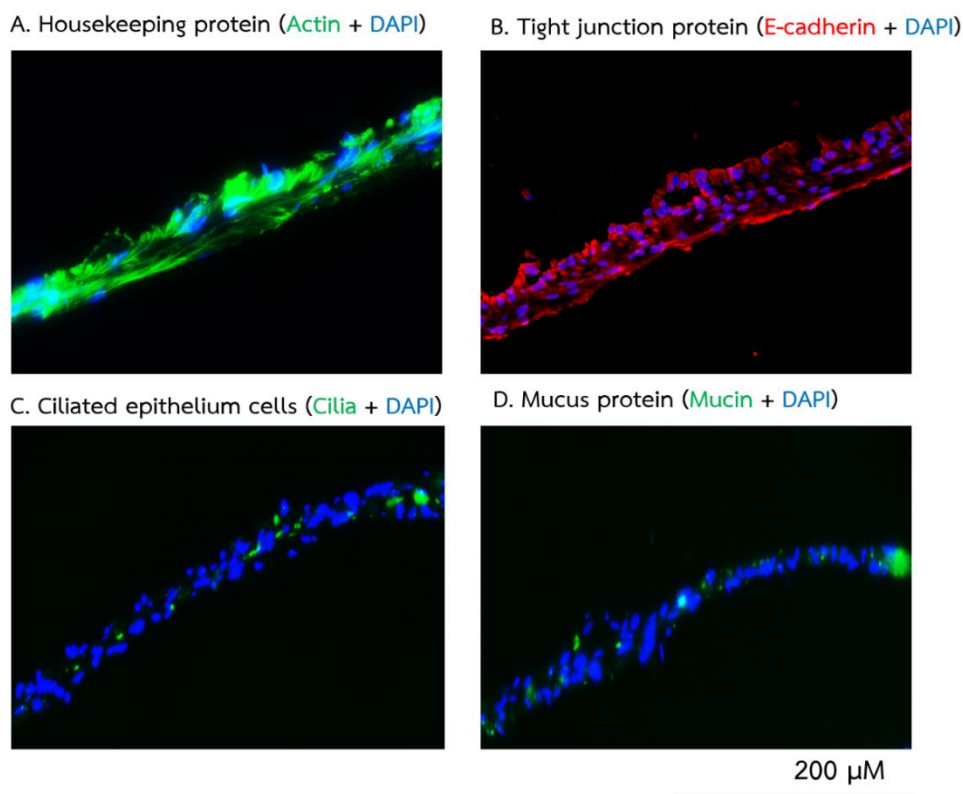 A. Housekeeping protein (Actin + DAPI)
B. Tight junction protein (E-cadherin + DAPI)
C. Ciliated epithelium cells (Cilia + DAPI)
D. Mucus protein (Mucin + DAPI)
200 µM